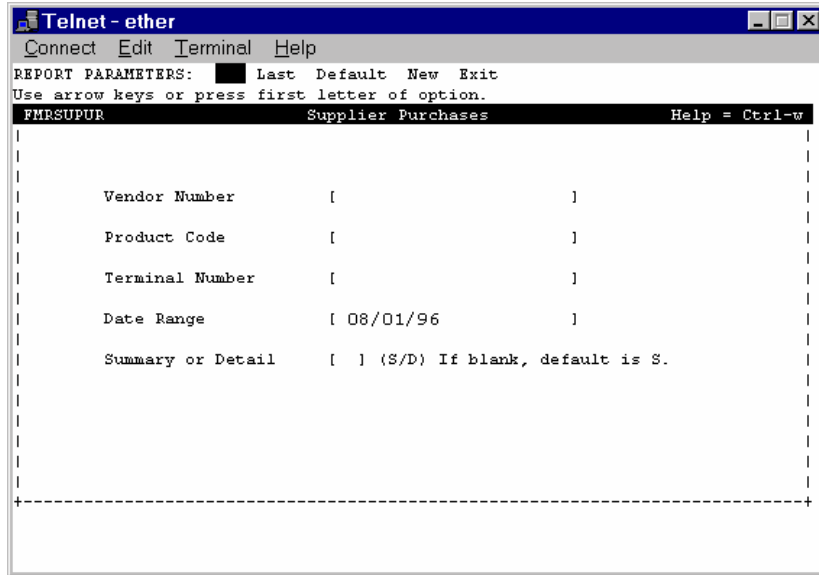 Telnet - ether
Connect Edit Terminal Help
REPORT PARAMETERS: Last Default New Exit
Use arrow keys or press first letter of option.
FMRSUPUR Supplier Purchases Help = Ctrl-w
Vendor Number [ ]
Product Code [ ]
Terminal Number [ ]
Date Range [ 08/01/96 ]
Summary or Detail [ ] (S/D) If blank, default is S.